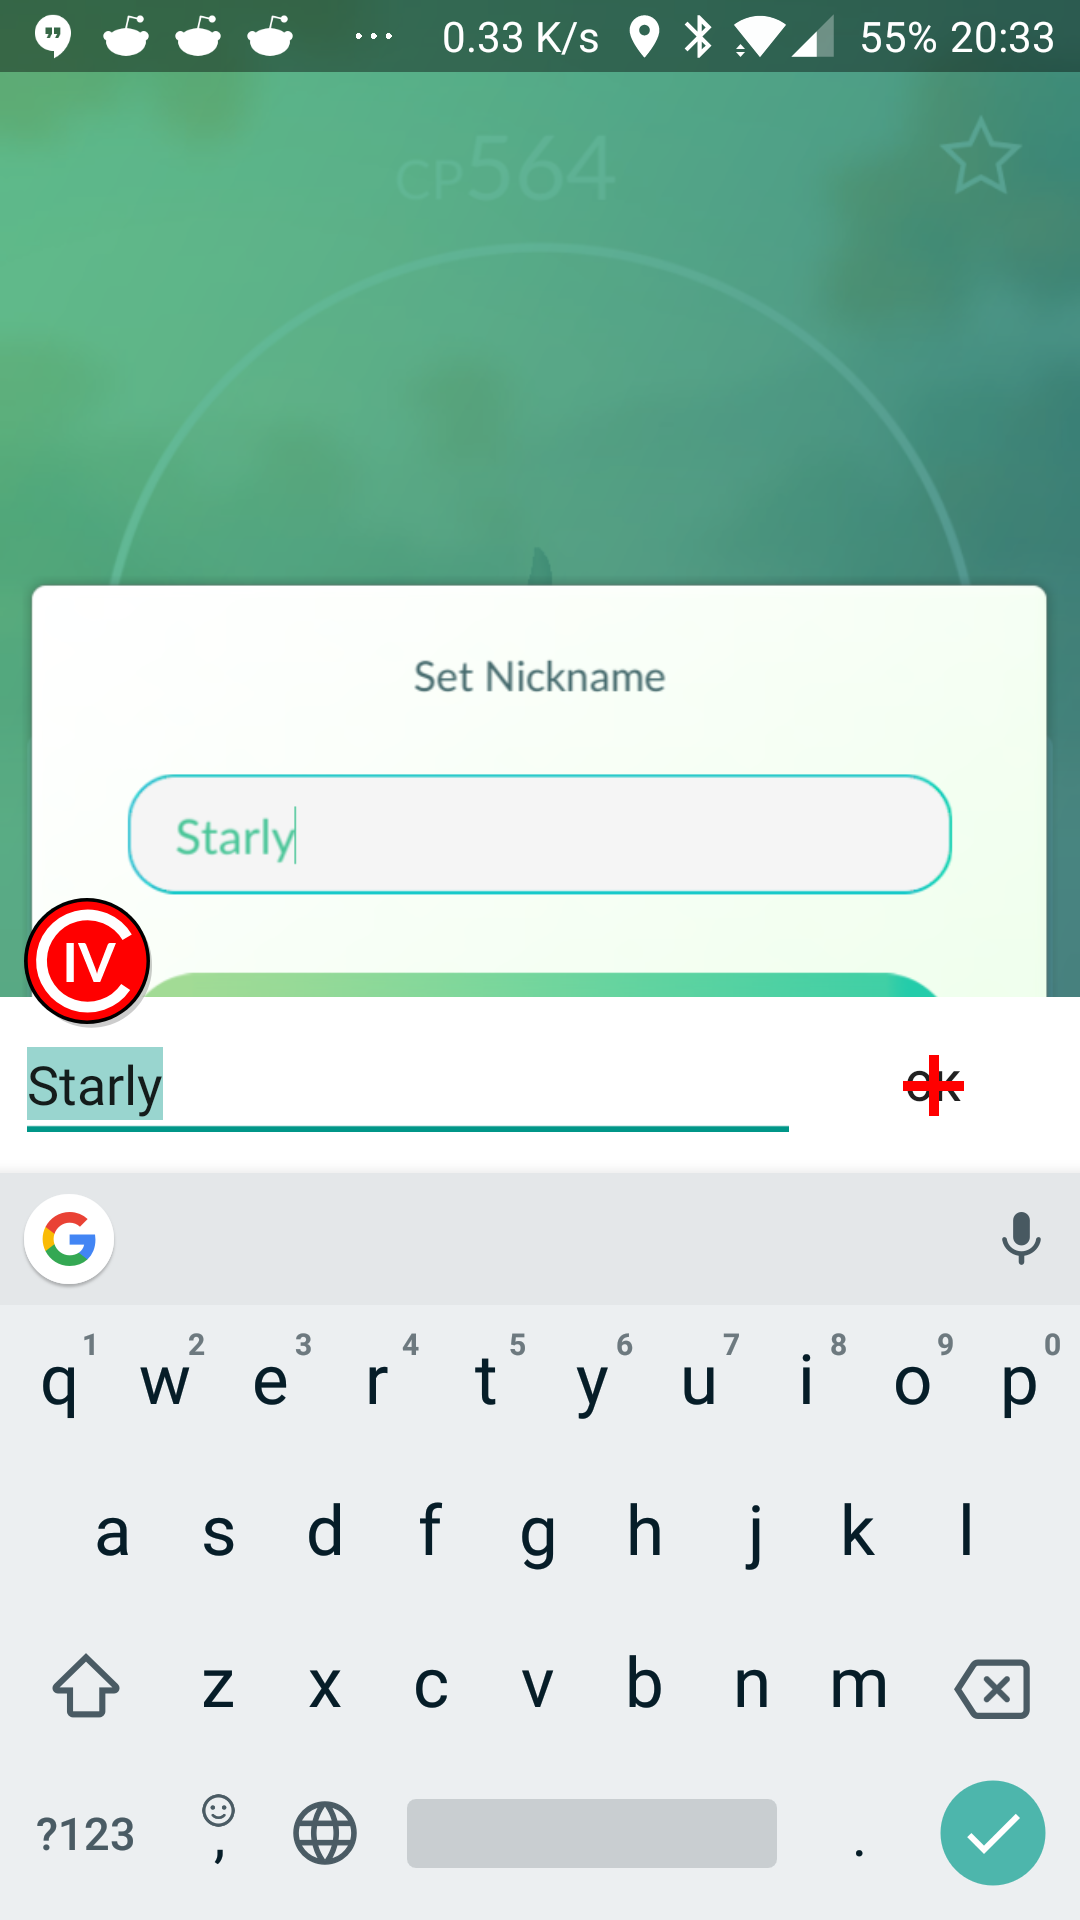 0.33 K/s 55% 20:33
CP564
Set Nickname
Starly
IV
Starly OK
G
1 2 3 4 5 6 7 8 9 0
q w e r t y u i o p
a s d f g h j k l
z x c v b n m
?123 , .